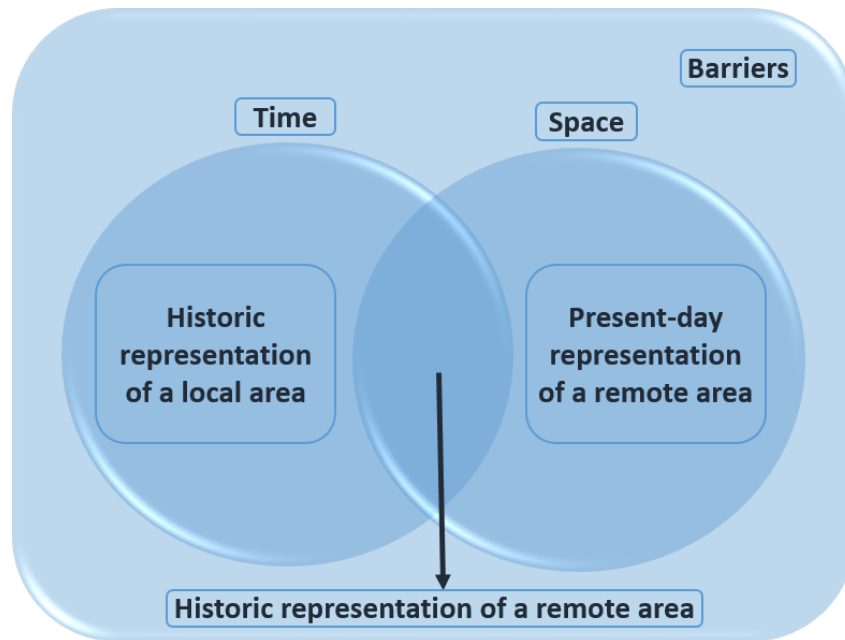 Barriers
Time
Space
Historic
representation
of a local area
Present-day
representation
of a remote area
Historic representation of a remote area